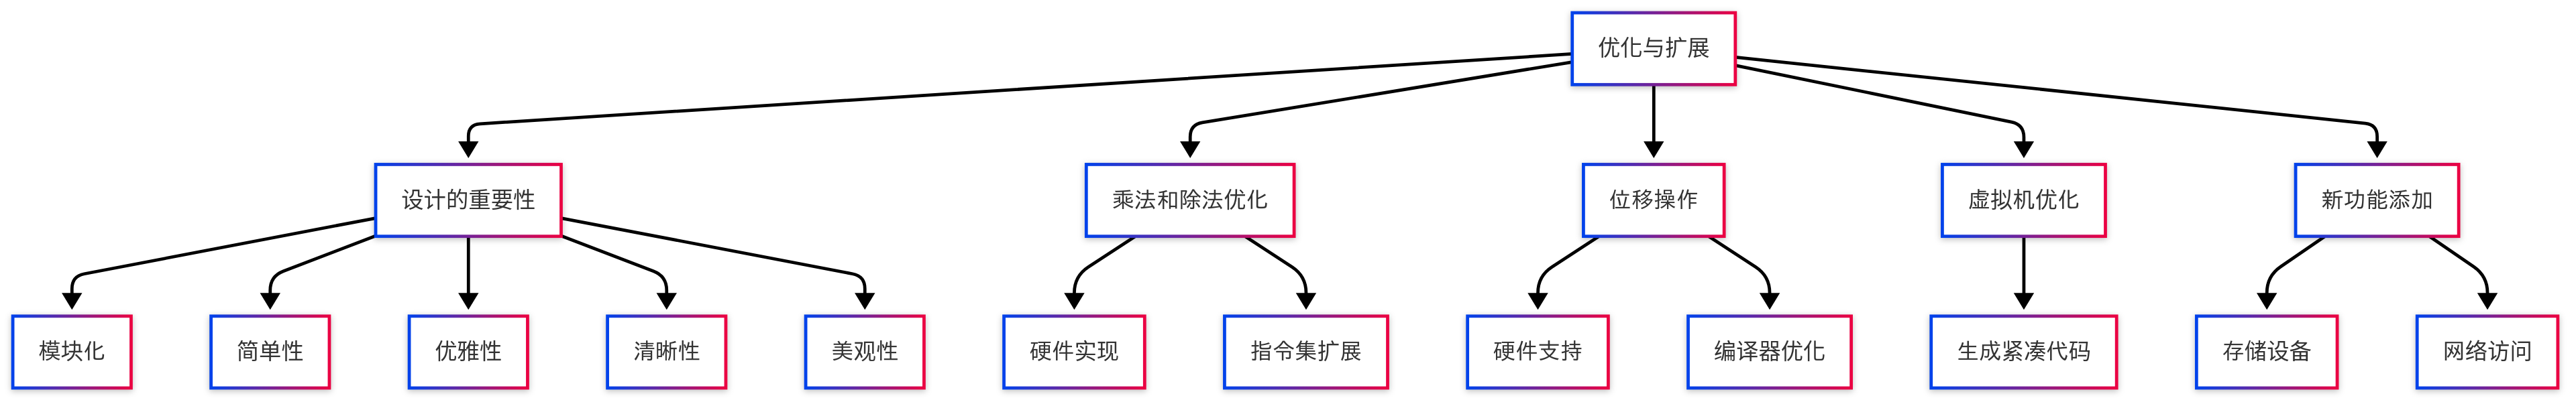 优化与扩展
设计的重要性
乘法和除法优化
位移操作
虚拟机优化
新功能添加
模块化
简单性
优雅性
清晰性
美观性
硬件实现
指令集扩展
硬件支持
编译器优化
生成紧凑代码
存储设备
网络访问